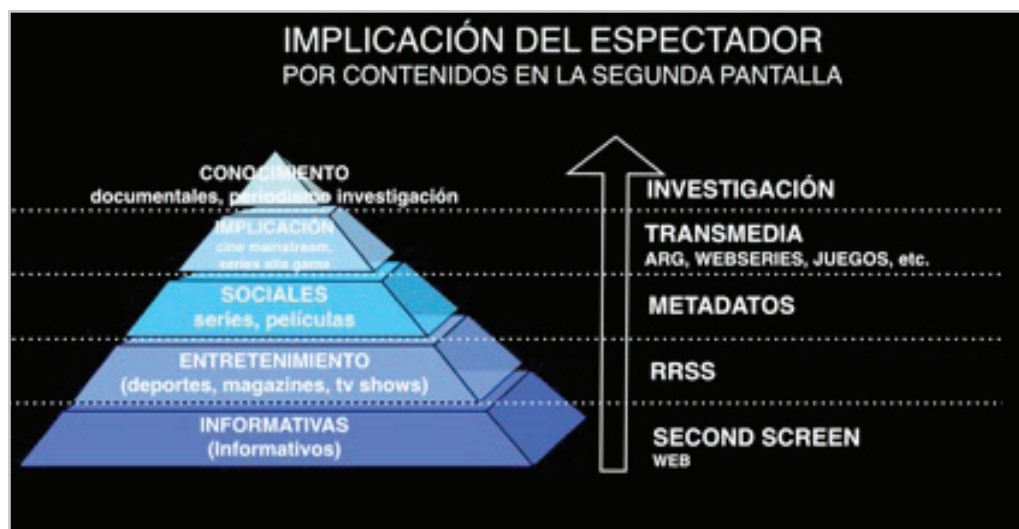 IMPLICACIÓN DEL ESPECTADOR
POR CONTENIDOS EN LA SEGUNDA PANTALLA
CONOCIMIENTO
documentales, periodismo investigación
INVESTIGACIÓN
IMPLICACIÓN
cine mainstream,
series alta gama
TRANSMEDIA
ARG, WEBSERIES, JUEGOS, etc.
SOCIALES
series, películas
METADATOS
ENTRETENIMIENTO
(deportes, magazines, tv shows)
RRSS
INFORMATIVAS
(Informativos)
SECOND SCREEN
WEB